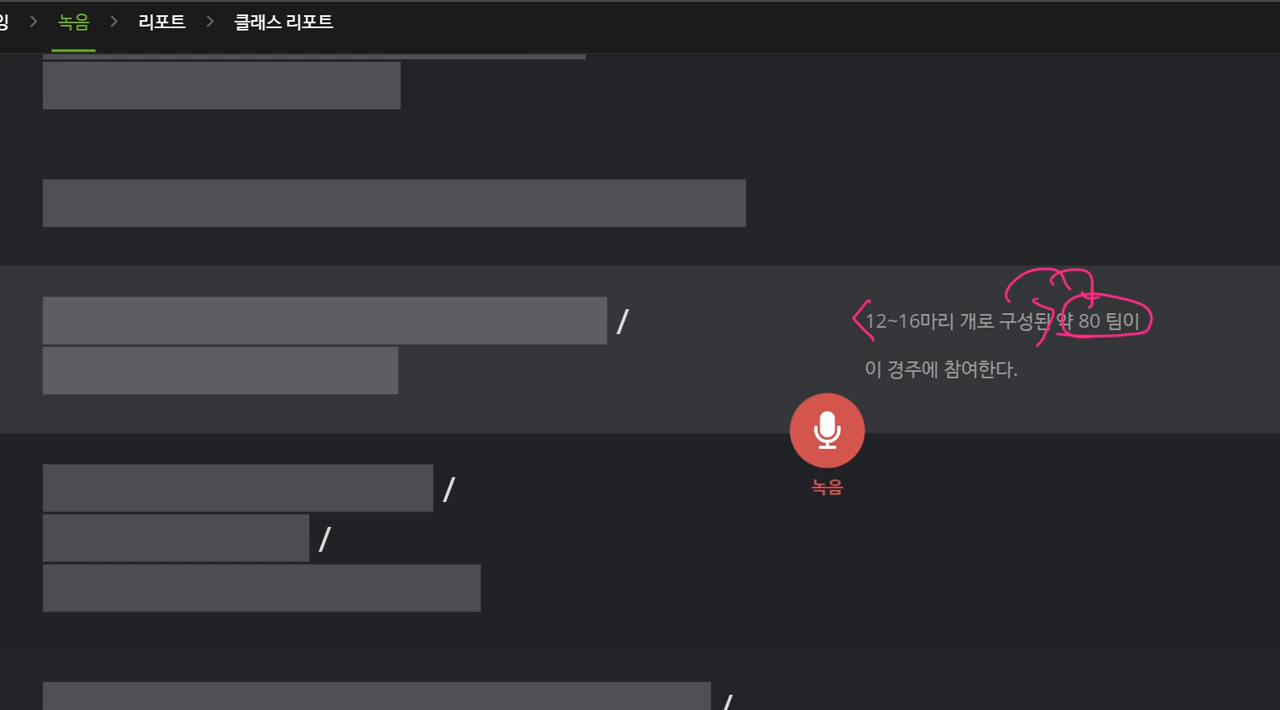 녹음 > 리포트 > 클래스 리포트
/ 12~16마리 개로 구성된 약 80 팀이
이 경주에 참여한다.
녹음
/
/
/